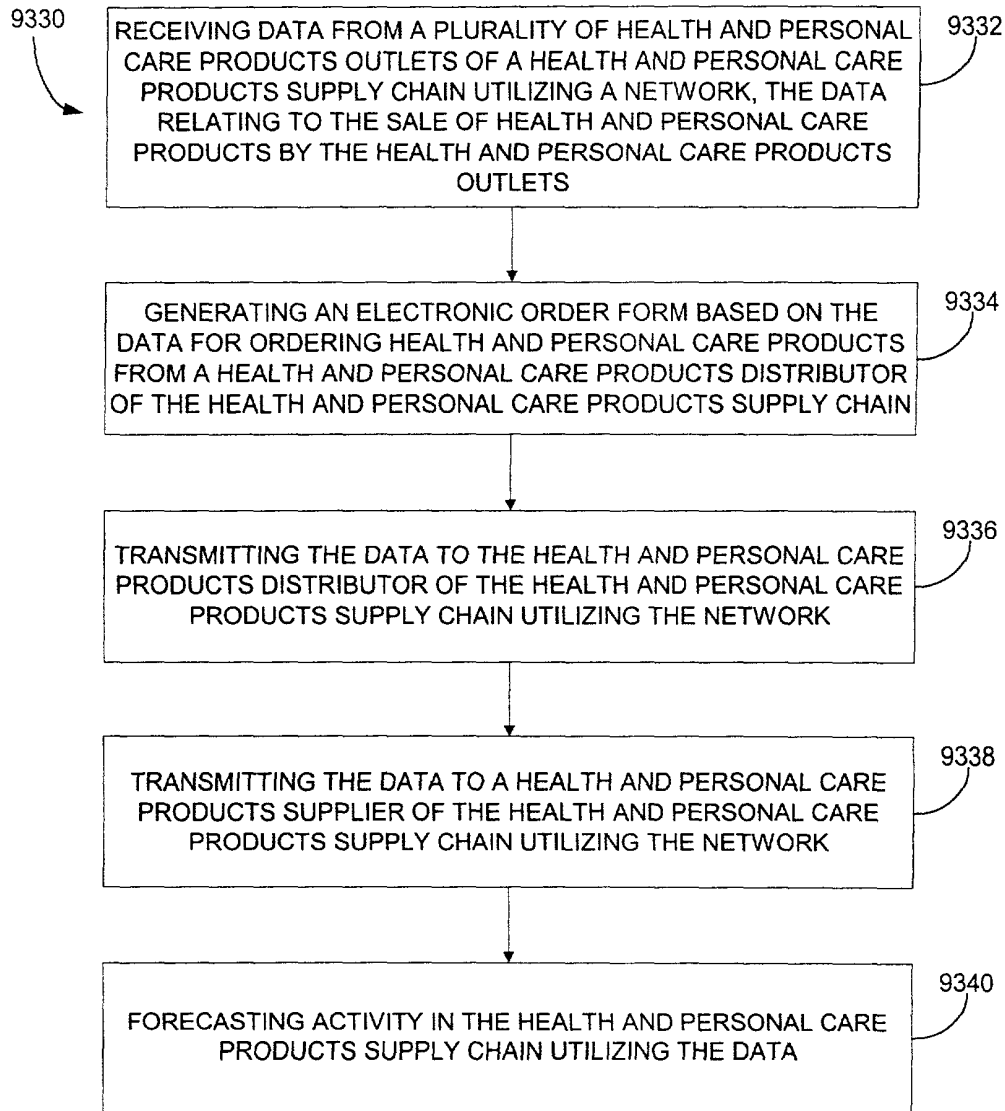 9330
RECEIVING DATA FROM A PLURALITY OF HEALTH AND PERSONAL
CARE PRODUCTS OUTLETS OF A HEALTH AND PERSONAL CARE
PRODUCTS SUPPLY CHAIN UTILIZING A NETWORK, THE DATA
RELATING TO THE SALE OF HEALTH AND PERSONAL CARE
PRODUCTS BY THE HEALTH AND PERSONAL CARE PRODUCTS
OUTLETS
9332
GENERATING AN ELECTRONIC ORDER FORM BASED ON THE
DATA FOR ORDERING HEALTH AND PERSONAL CARE PRODUCTS
FROM A HEALTH AND PERSONAL CARE PRODUCTS DISTRIBUTOR
OF THE HEALTH AND PERSONAL CARE PRODUCTS SUPPLY CHAIN
9334
TRANSMITTING THE DATA TO THE HEALTH AND PERSONAL CARE
PRODUCTS DISTRIBUTOR OF THE HEALTH AND PERSONAL CARE
PRODUCTS SUPPLY CHAIN UTILIZING THE NETWORK
9336
TRANSMITTING THE DATA TO A HEALTH AND PERSONAL CARE
PRODUCTS SUPPLIER OF THE HEALTH AND PERSONAL CARE
PRODUCTS SUPPLY CHAIN UTILIZING THE NETWORK
9338
FORECASTING ACTIVITY IN THE HEALTH AND PERSONAL CARE
PRODUCTS SUPPLY CHAIN UTILIZING THE DATA
9340